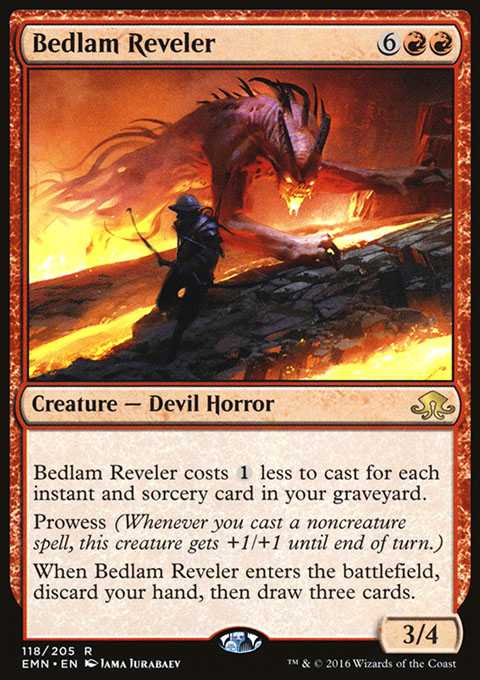 Bedlam Reveler 6
Creature — Devil Horror
Bedlam Reveler costs 1 less to cast for each
instant and sorcery card in your graveyard.
Prowess (Whenever you cast a noncreature
spell, this creature gets +1/+1 until end of turn.)
When Bedlam Reveler enters the battlefield,
discard your hand, then draw three cards.
3/4
118/205 R
EMN • EN Jama Jurabaev
™ & © 2016 Wizards of the Coast